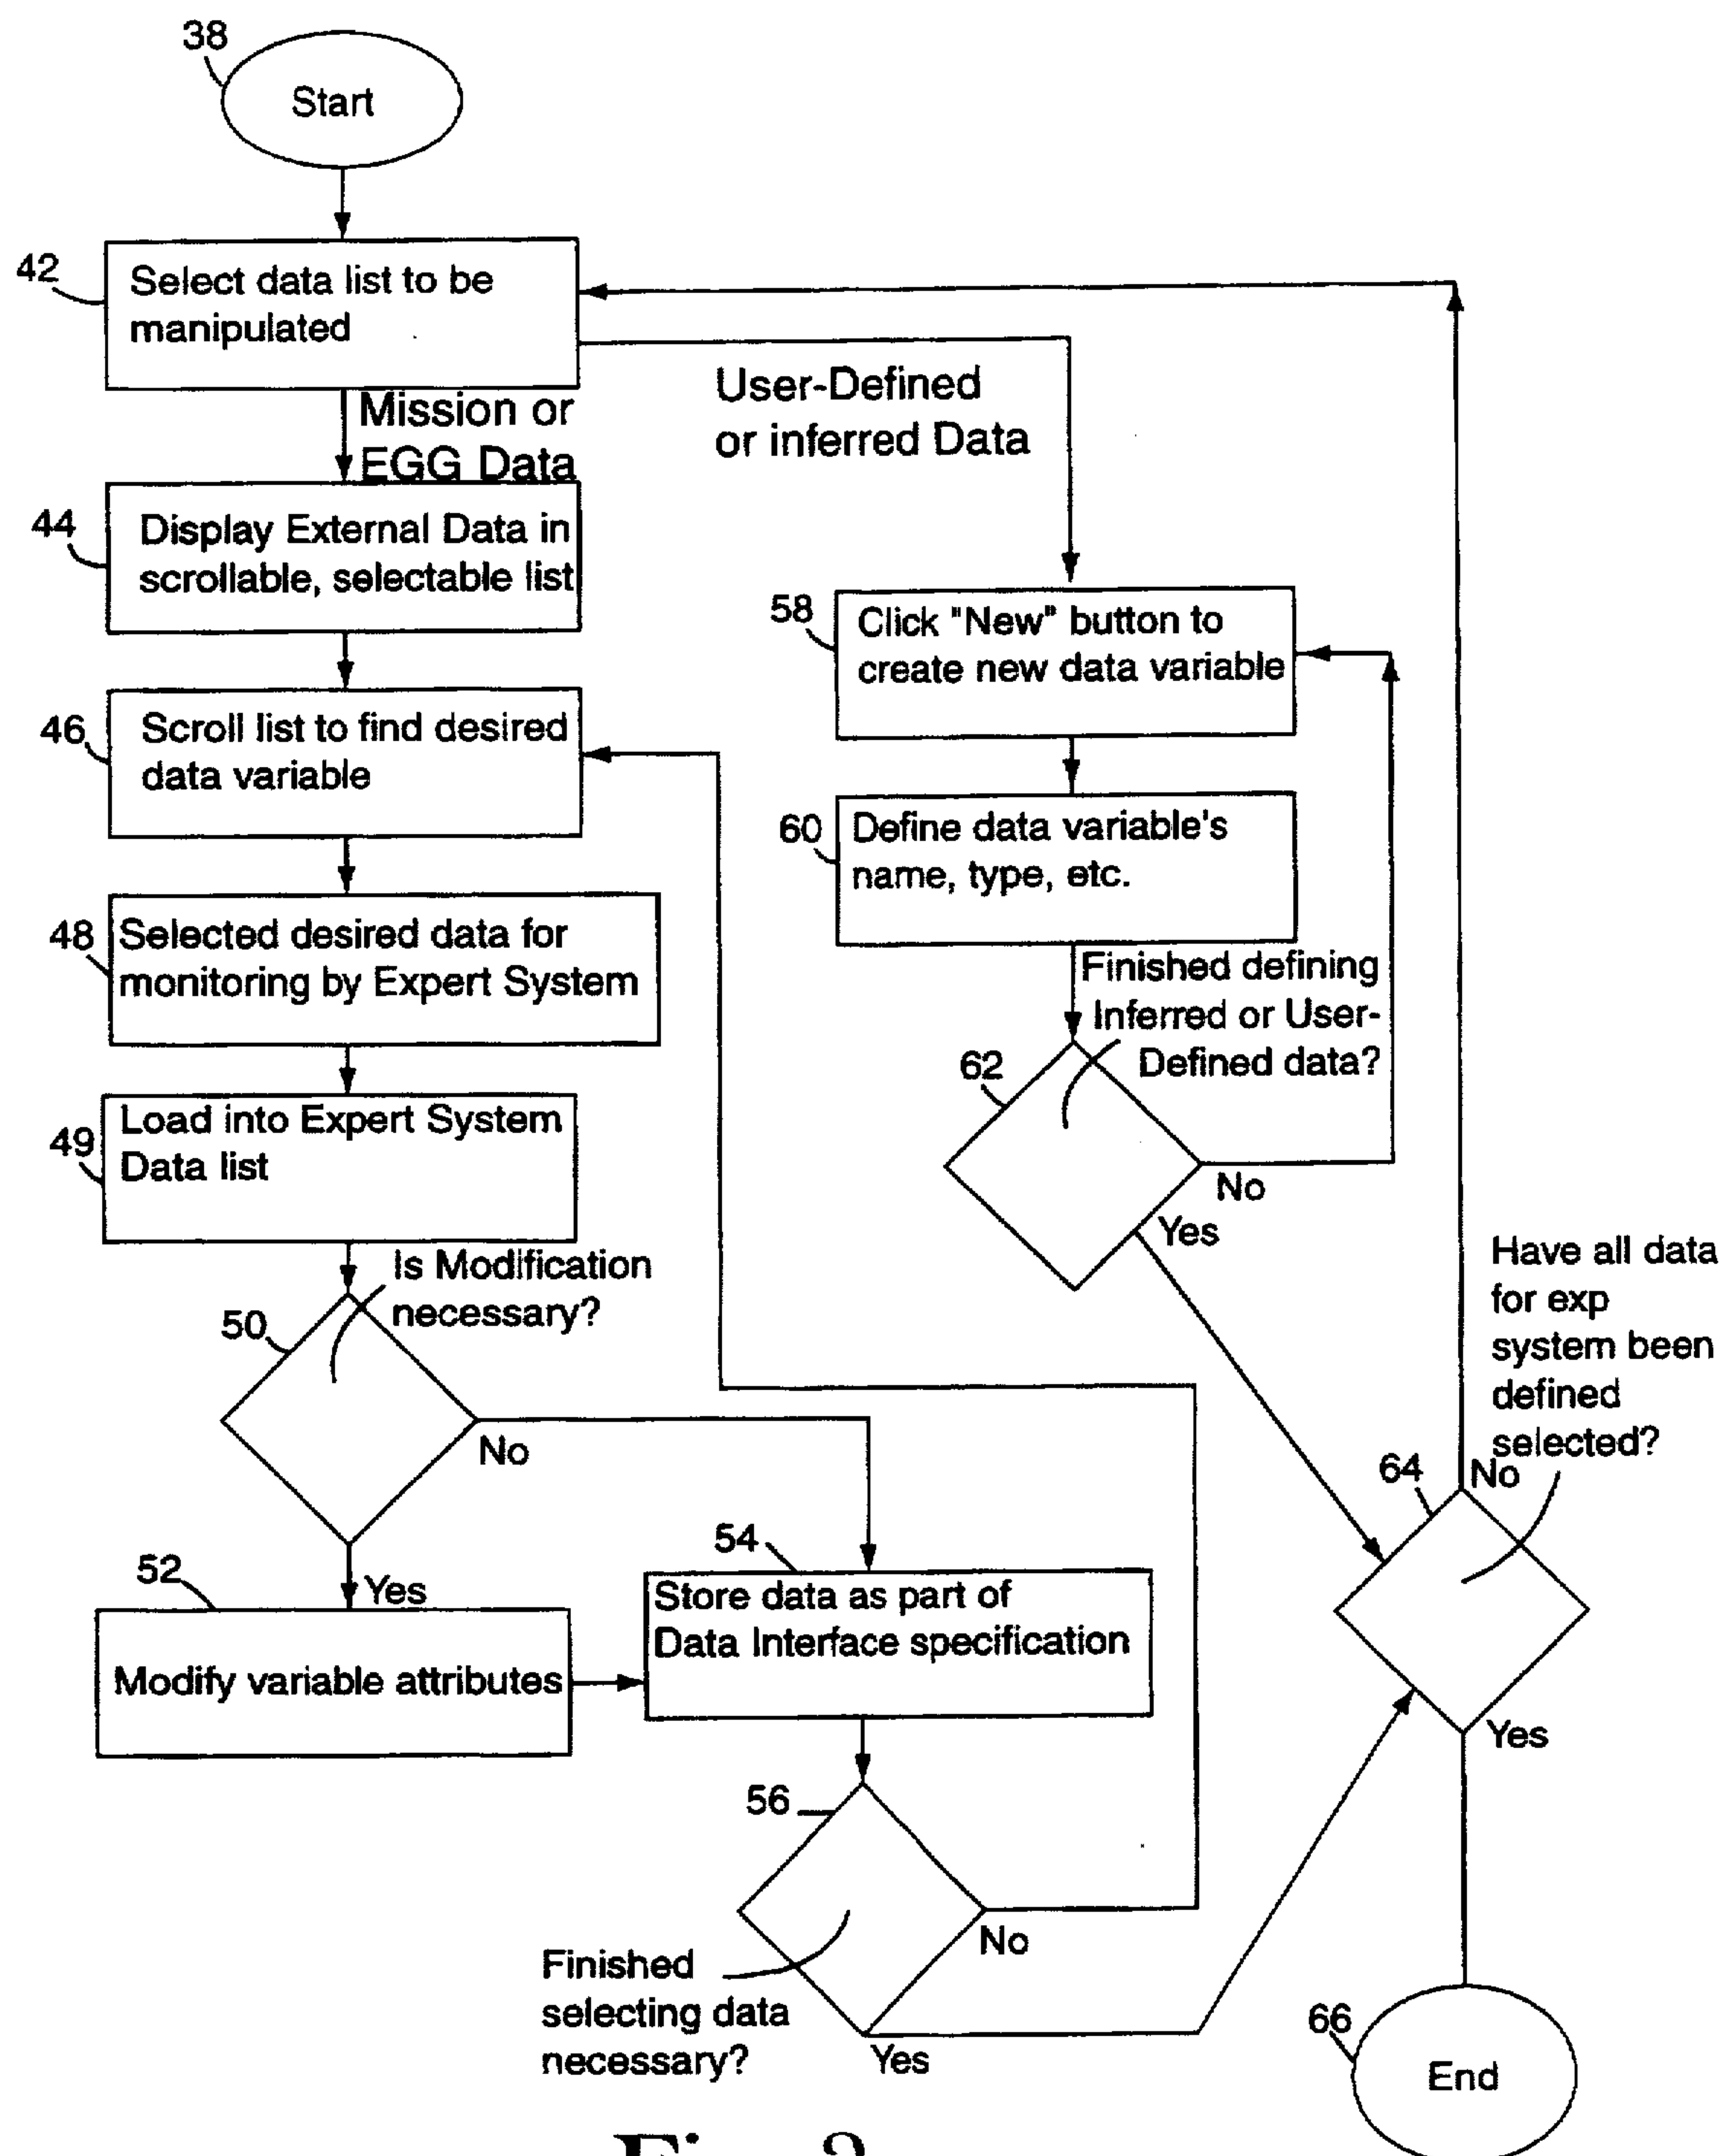 38
Start
42
Select data list to be
manipulated
Mission or
EGG Data
User-Defined
or inferred Data
44
Display External Data in
scrollable, selectable list
58
Click "New" button to
create new data variable
46
Scroll list to find desired
data variable
60
Define data variable's
name, type, etc.
48
Selected desired data for
monitoring by Expert System
Finished defining
Inferred or User-
Defined data?
62
No
Yes
49
Load into Expert System
Data list
Is Modification
necessary?
50
No
Yes
Have all data
for exp
system been
defined
selected?
64
No
Yes
52
Modify variable attributes
54
Store data as part of
Data Interface specification
56
No
Finished
selecting data
necessary?
Yes
66
End